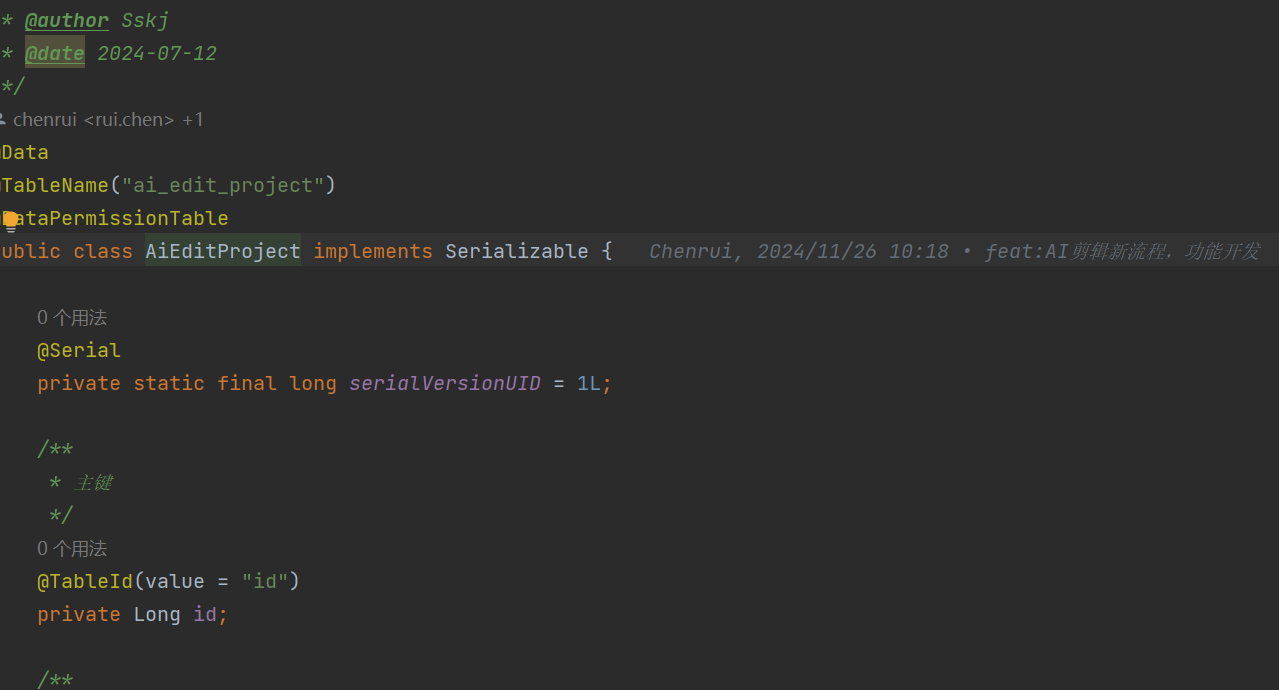 * @author Sskj
* @date 2024-07-12
*/
chenrui <rui.chen> +1
Data
TableName("ai_edit_project")
DataPermissionTable
ublic class AiEditProject implements Serializable { Chenrui, 2024/11/26 10:18 • feat:AI剪辑新流程，功能开发
0 个用法
@Serial
private static final long serialVersionUID = 1L;
/**
* 主键
*/
0 个用法
@TableId(value = "id")
private Long id;
/**